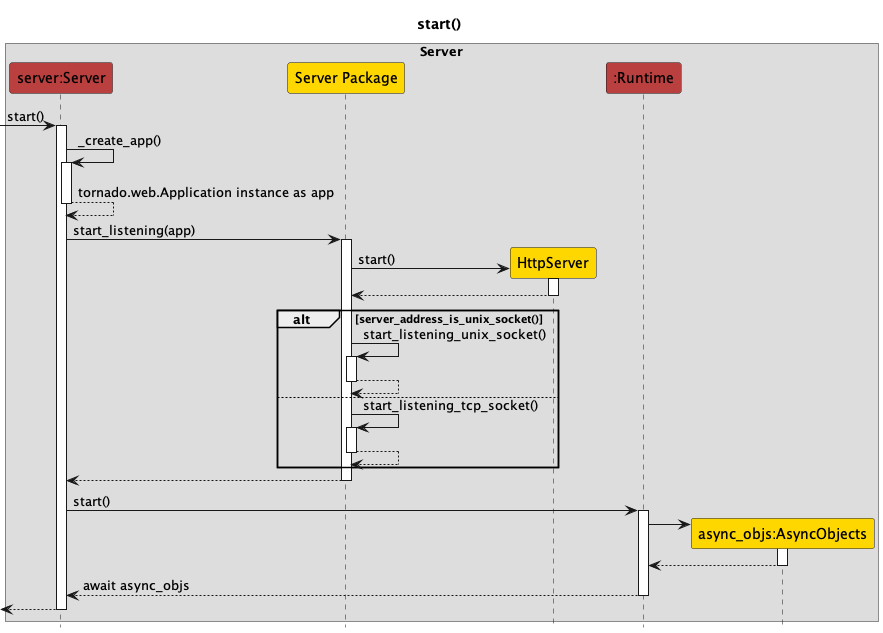 start()
Server
server:Server
Server Package
:Runtime
start()
_create_app()
tornado.web.Application instance as app
start_listening(app)
start()
HttpServer
alt
[server_address_is_unix_socket()]
start_listening_unix_socket()
start_listening_tcp_socket()
start()
async_objs:AsyncObjects
await async_objs